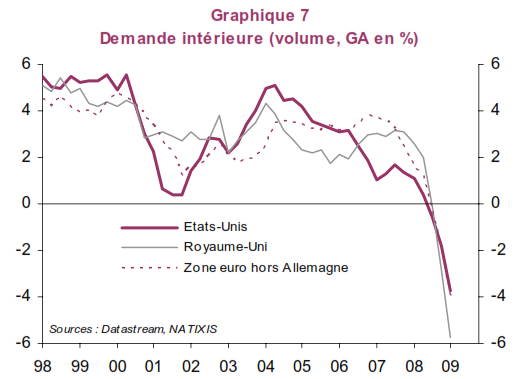 Graphique 7
Demande intérieure (volume, GA en %)
6 6
4 4
2 2
0 0
-2 -2
-4 -4
-6 -6
Etats-Unis
Royaume-Uni
Zone euro hors Allemagne
Sources : Datastream, NATIXIS
98 99 00 01 02 03 04 05 06 07 08 09